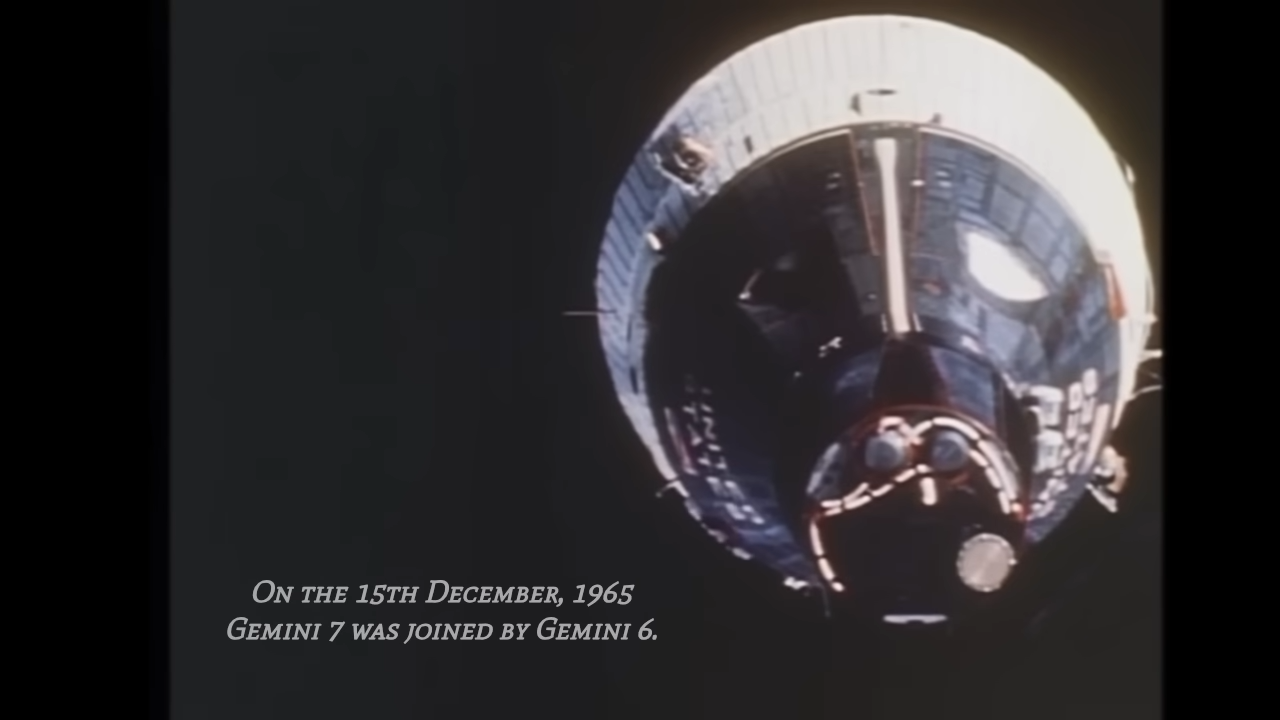 On the 15th December, 1965
Gemini 7 was joined by Gemini 6.